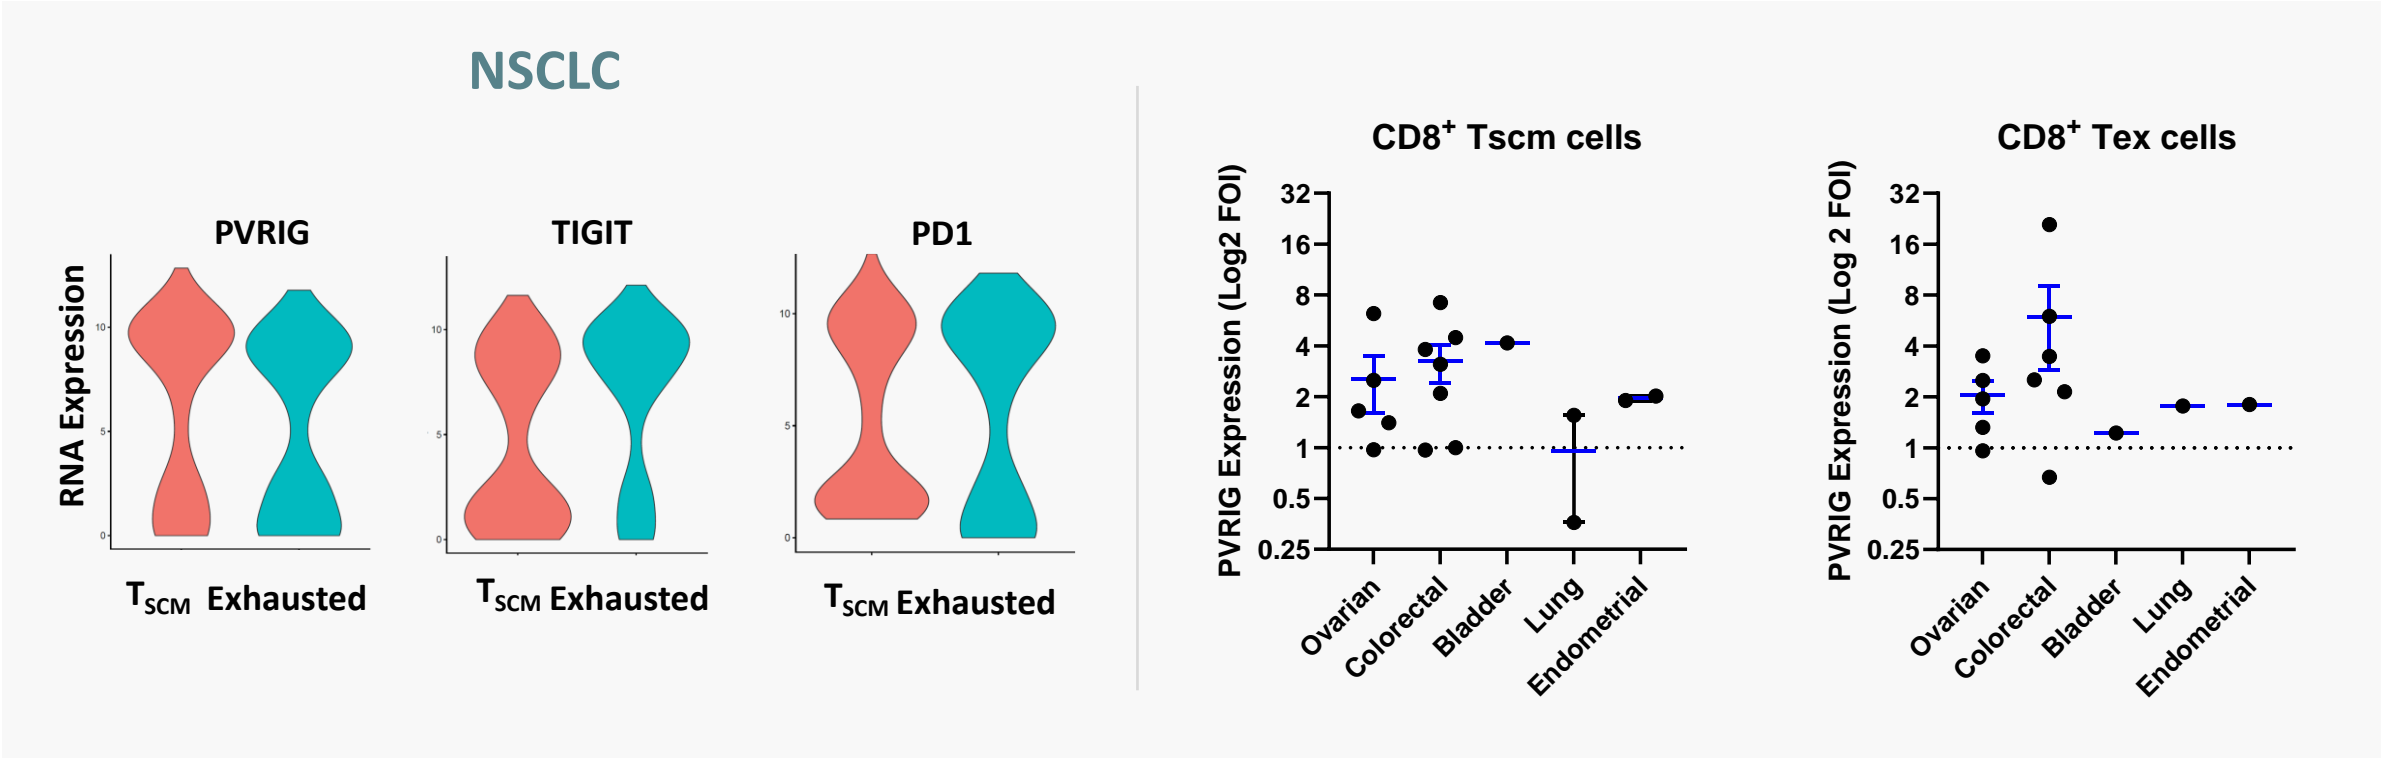 NSCLC
PVRIG
TIGIT
PD1
RNA Expression
10
5
0
10
5
0
10
5
0
TSCM Exhausted
TSCM Exhausted
TSCM Exhausted
CD8+ Tscm cells
PVRIG Expression (Log2 FOI)
32
16
8
4
2
1
0.5
0.25
Ovarian
Colorectal
Bladder
Lung
Endometrial
CD8+ Tex cells
PVRIG Expression (Log 2 FOI)
32
16
8
4
2
1
0.5
0.25
Ovarian
Colorectal
Bladder
Lung
Endometrial